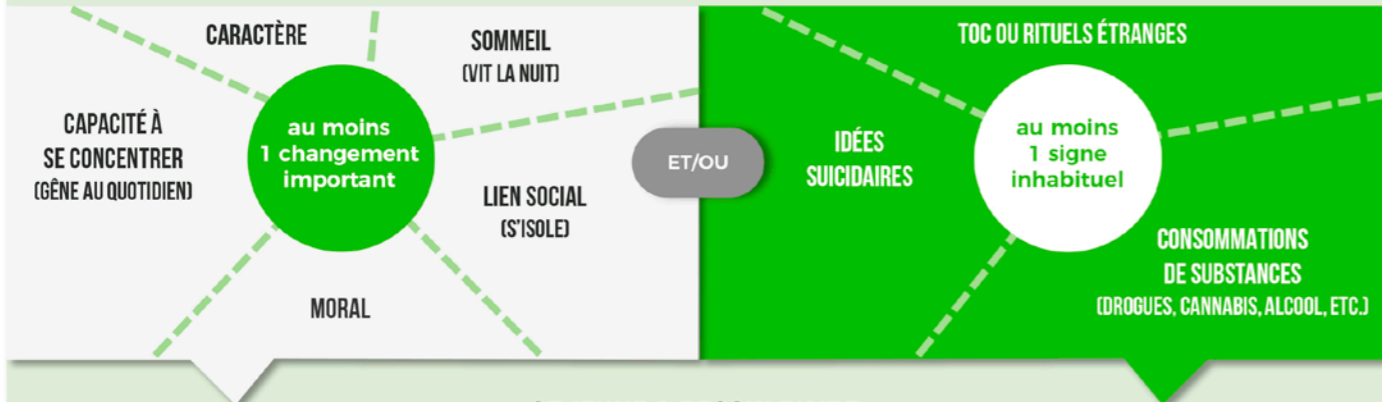 CARACTÈRE
SOMMEIL
(VIT LA NUIT)
CAPACITÉ À
SE CONCENTRER
(GÊNE AU QUOTIDIEN)
au moins
1 changement
important
LIEN SOCIAL
(S'ISOLE)
MORAL
ET/OU
TOC OU RITUELS ÉTRANGES
IDÉES
SUICIDAIRES
au moins
1 signe
inhabituel
CONSOMMATIONS
DE SUBSTANCES
(DROGUES, CANNABIS, ALCOOL, ETC.)